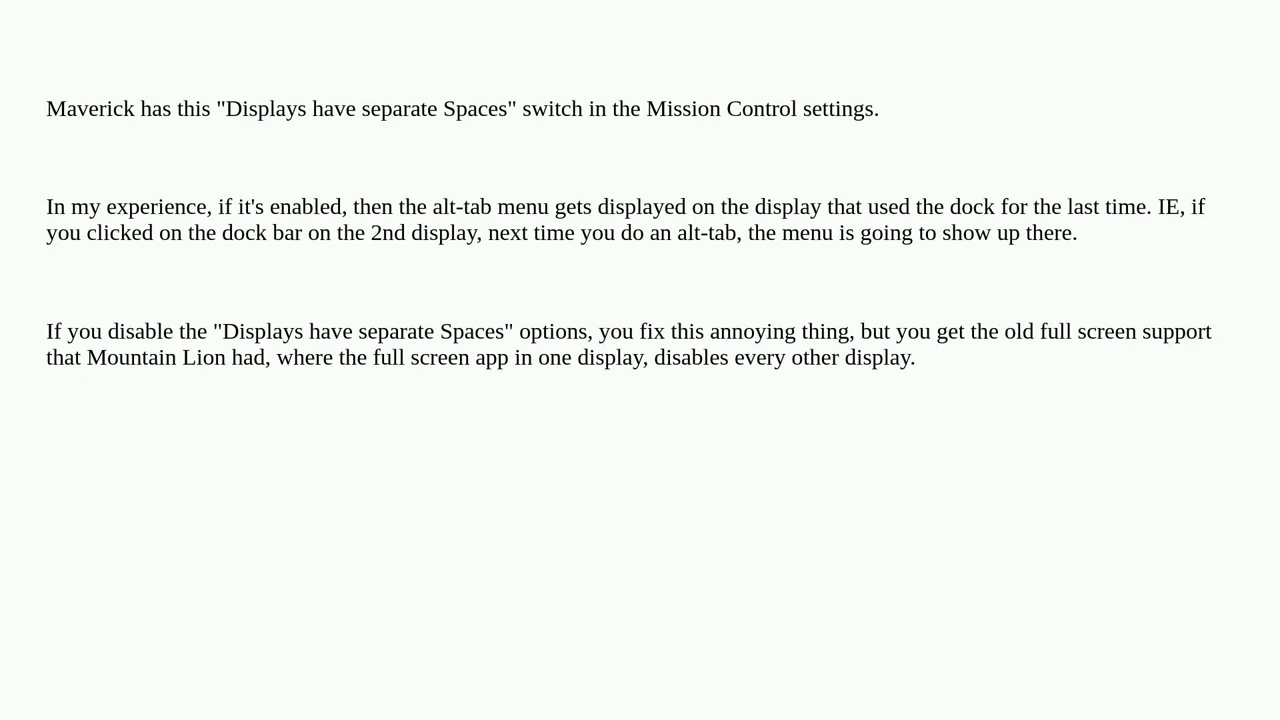 Maverick has this "Displays have separate Spaces" switch in the Mission Control settings.
In my experience, if it's enabled, then the alt-tab menu gets displayed on the display that used the dock for the last time. IE, if
you clicked on the dock bar on the 2nd display, next time you do an alt-tab, the menu is going to show up there.
If you disable the "Displays have separate Spaces" options, you fix this annoying thing, but you get the old full screen support
that Mountain Lion had, where the full screen app in one display, disables every other display.